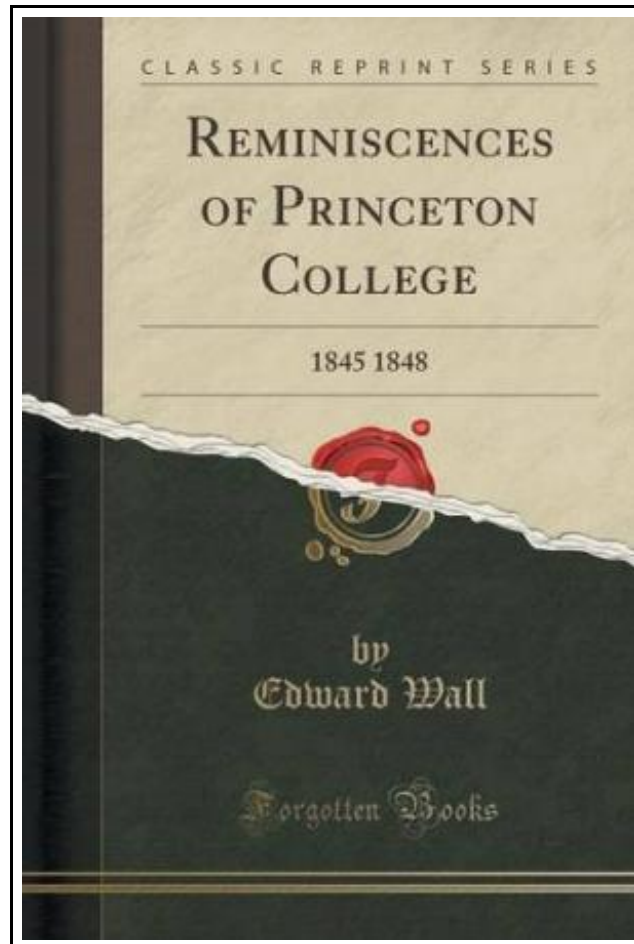 CLASSIC REPRINT SERIES
REMINISCENCES
OF PRINCETON
COLLEGE
1845 1848
by
Edward Wall
Forgotten Books